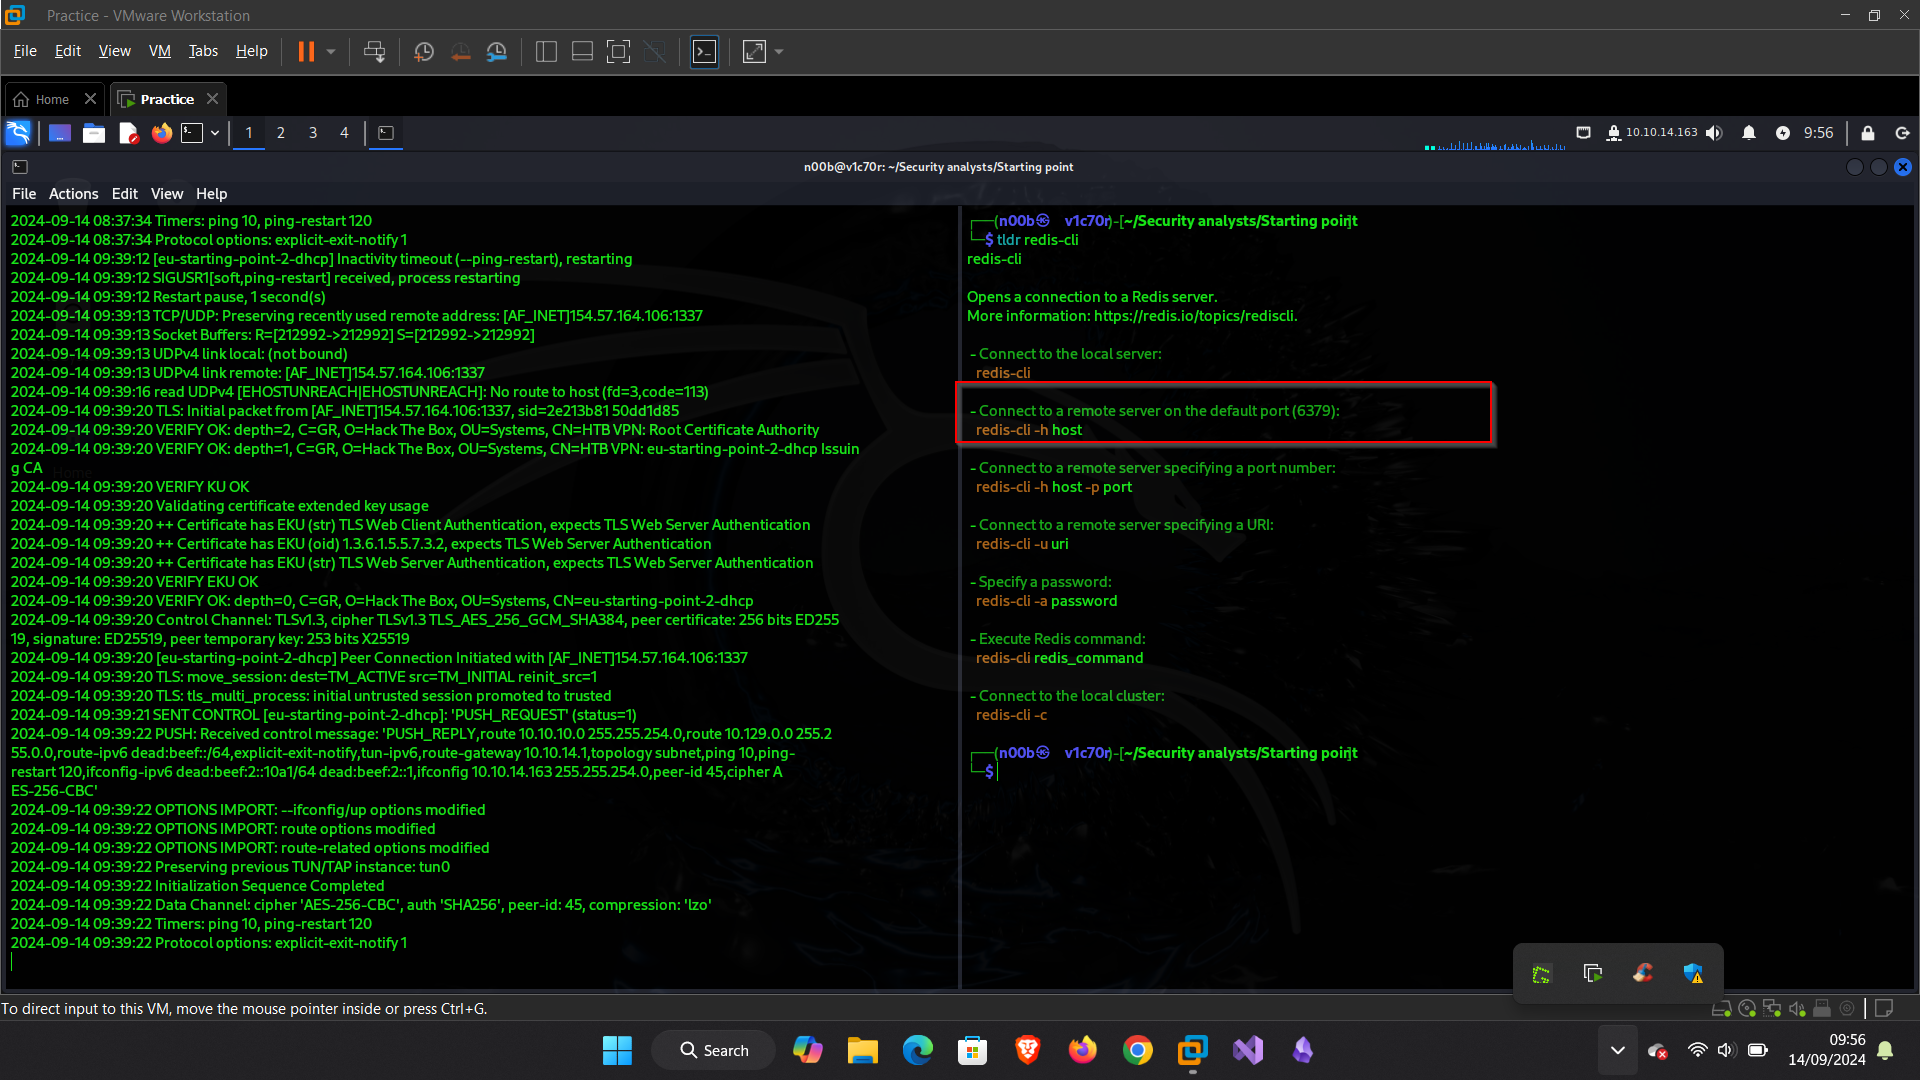 Practice - VMware Workstation
File Edit View VM Tabs Help
Home
Practice
1 2 3 4
10.10.14.163
9:56
n00b@v1c70r: ~/Security analysts/Starting point
File Actions Edit View Help
2024-09-14 08:37:34 Timers: ping 10, ping-restart 120
2024-09-14 08:37:34 Protocol options: explicit-exit-notify 1
2024-09-14 09:39:12 [eu-starting-point-2-dhcp] Inactivity timeout (--ping-restart), restarting
2024-09-14 09:39:12 SIGUSR1[soft,ping-restart] received, process restarting
2024-09-14 09:39:12 Restart pause, 1 second(s)
2024-09-14 09:39:13 TCP/UDP: Preserving recently used remote address: [AF_INET]154.57.164.106:1337
2024-09-14 09:39:13 Socket Buffers: R=[212992->212992] S=[212992->212992]
2024-09-14 09:39:13 UDPv4 link local: (not bound)
2024-09-14 09:39:13 UDPv4 link remote: [AF_INET]154.57.164.106:1337
2024-09-14 09:39:16 read UDPv4 [EHOSTUNREACH|EHOSTUNREACH]: No route to host (fd=3,code=113)
2024-09-14 09:39:20 TLS: Initial packet from [AF_INET]154.57.164.106:1337, sid=2e213b81 50dd1d85
2024-09-14 09:39:20 VERIFY OK: depth=2, C=GR, O=Hack The Box, OU=Systems, CN=HTB VPN: Root Certificate Authority
2024-09-14 09:39:20 VERIFY OK: depth=1, C=GR, O=Hack The Box, OU=Systems, CN=HTB VPN: eu-starting-point-2-dhcp Issuin
g CA
2024-09-14 09:39:20 VERIFY KU OK
2024-09-14 09:39:20 Validating certificate extended key usage
2024-09-14 09:39:20 ++ Certificate has EKU (str) TLS Web Client Authentication, expects TLS Web Server Authentication
2024-09-14 09:39:20 ++ Certificate has EKU (oid) 1.3.6.1.5.5.7.3.2, expects TLS Web Server Authentication
2024-09-14 09:39:20 ++ Certificate has EKU (str) TLS Web Server Authentication, expects TLS Web Server Authentication
2024-09-14 09:39:20 VERIFY EKU OK
2024-09-14 09:39:20 VERIFY OK: depth=0, C=GR, O=Hack The Box, OU=Systems, CN=eu-starting-point-2-dhcp
2024-09-14 09:39:20 Control Channel: TLSv1.3, cipher TLSv1.3 TLS_AES_256_GCM_SHA384, peer certificate: 256 bits ED255
19, signature: ED25519, peer temporary key: 253 bits X25519
2024-09-14 09:39:20 [eu-starting-point-2-dhcp] Peer Connection Initiated with [AF_INET]154.57.164.106:1337
2024-09-14 09:39:20 TLS: move_session: dest=TM_ACTIVE src=TM_INITIAL reinit_src=1
2024-09-14 09:39:20 TLS: tls_multi_process: initial untrusted session promoted to trusted
2024-09-14 09:39:21 SENT CONTROL [eu-starting-point-2-dhcp]: 'PUSH_REQUEST' (status=1)
2024-09-14 09:39:22 PUSH: Received control message: 'PUSH_REPLY,route 10.10.10.0 255.255.254.0,route 10.129.0.0 255.2
55.0.0,route-ipv6 dead:beef::/64,explicit-exit-notify,tun-ipv6,route-gateway 10.10.14.1,topology subnet,ping 10,ping-
restart 120,ifconfig-ipv6 dead:beef:2::10a1/64 dead:beef:2::1,ifconfig 10.10.14.163 255.255.254.0,peer-id 45,cipher A
ES-256-CBC'
2024-09-14 09:39:22 OPTIONS IMPORT: --ifconfig/up options modified
2024-09-14 09:39:22 OPTIONS IMPORT: route options modified
2024-09-14 09:39:22 OPTIONS IMPORT: route-related options modified
2024-09-14 09:39:22 Preserving previous TUN/TAP instance: tun0
2024-09-14 09:39:22 Initialization Sequence Completed
2024-09-14 09:39:22 Data Channel: cipher 'AES-256-CBC', auth 'SHA256', peer-id: 45, compression: 'lzo'
2024-09-14 09:39:22 Timers: ping 10, ping-restart 120
2024-09-14 09:39:22 Protocol options: explicit-exit-notify 1
┌──(n00b㉿ v1c70r)-[~/Security analysts/Starting point
└─$ tldr redis-cli
redis-cli
Opens a connection to a Redis server.
More information: https://redis.io/topics/rediscli.
- Connect to the local server:
redis-cli
- Connect to a remote server on the default port (6379):
redis-cli -h host
- Connect to a remote server specifying a port number:
redis-cli -h host -p port
- Connect to a remote server specifying a URI:
redis-cli -u uri
- Specify a password:
redis-cli -a password
- Execute Redis command:
redis-cli redis_command
- Connect to the local cluster:
redis-cli -c
┌──(n00b㉿ v1c70r)-[~/Security analysts/Starting point
└─$
To direct input to this VM, move the mouse pointer inside or press Ctrl+G.
Search
09:56
14/09/2024